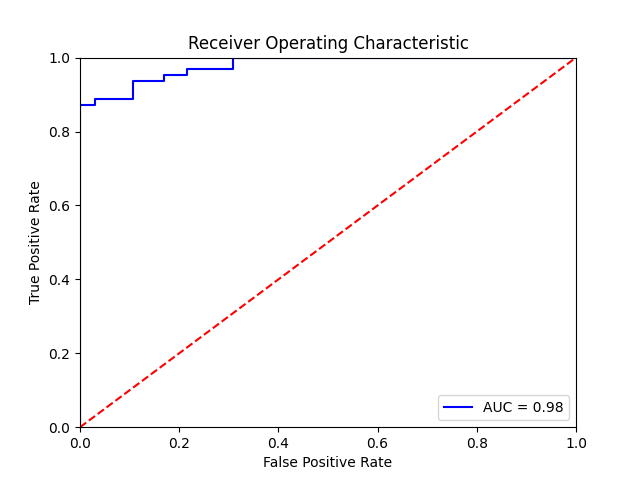 Receiver Operating Characteristic
1.0
0.8
0.6
0.4
0.2
0.0
True Positive Rate
AUC = 0.98
0.0 0.2 0.4 0.6 0.8 1.0
False Positive Rate